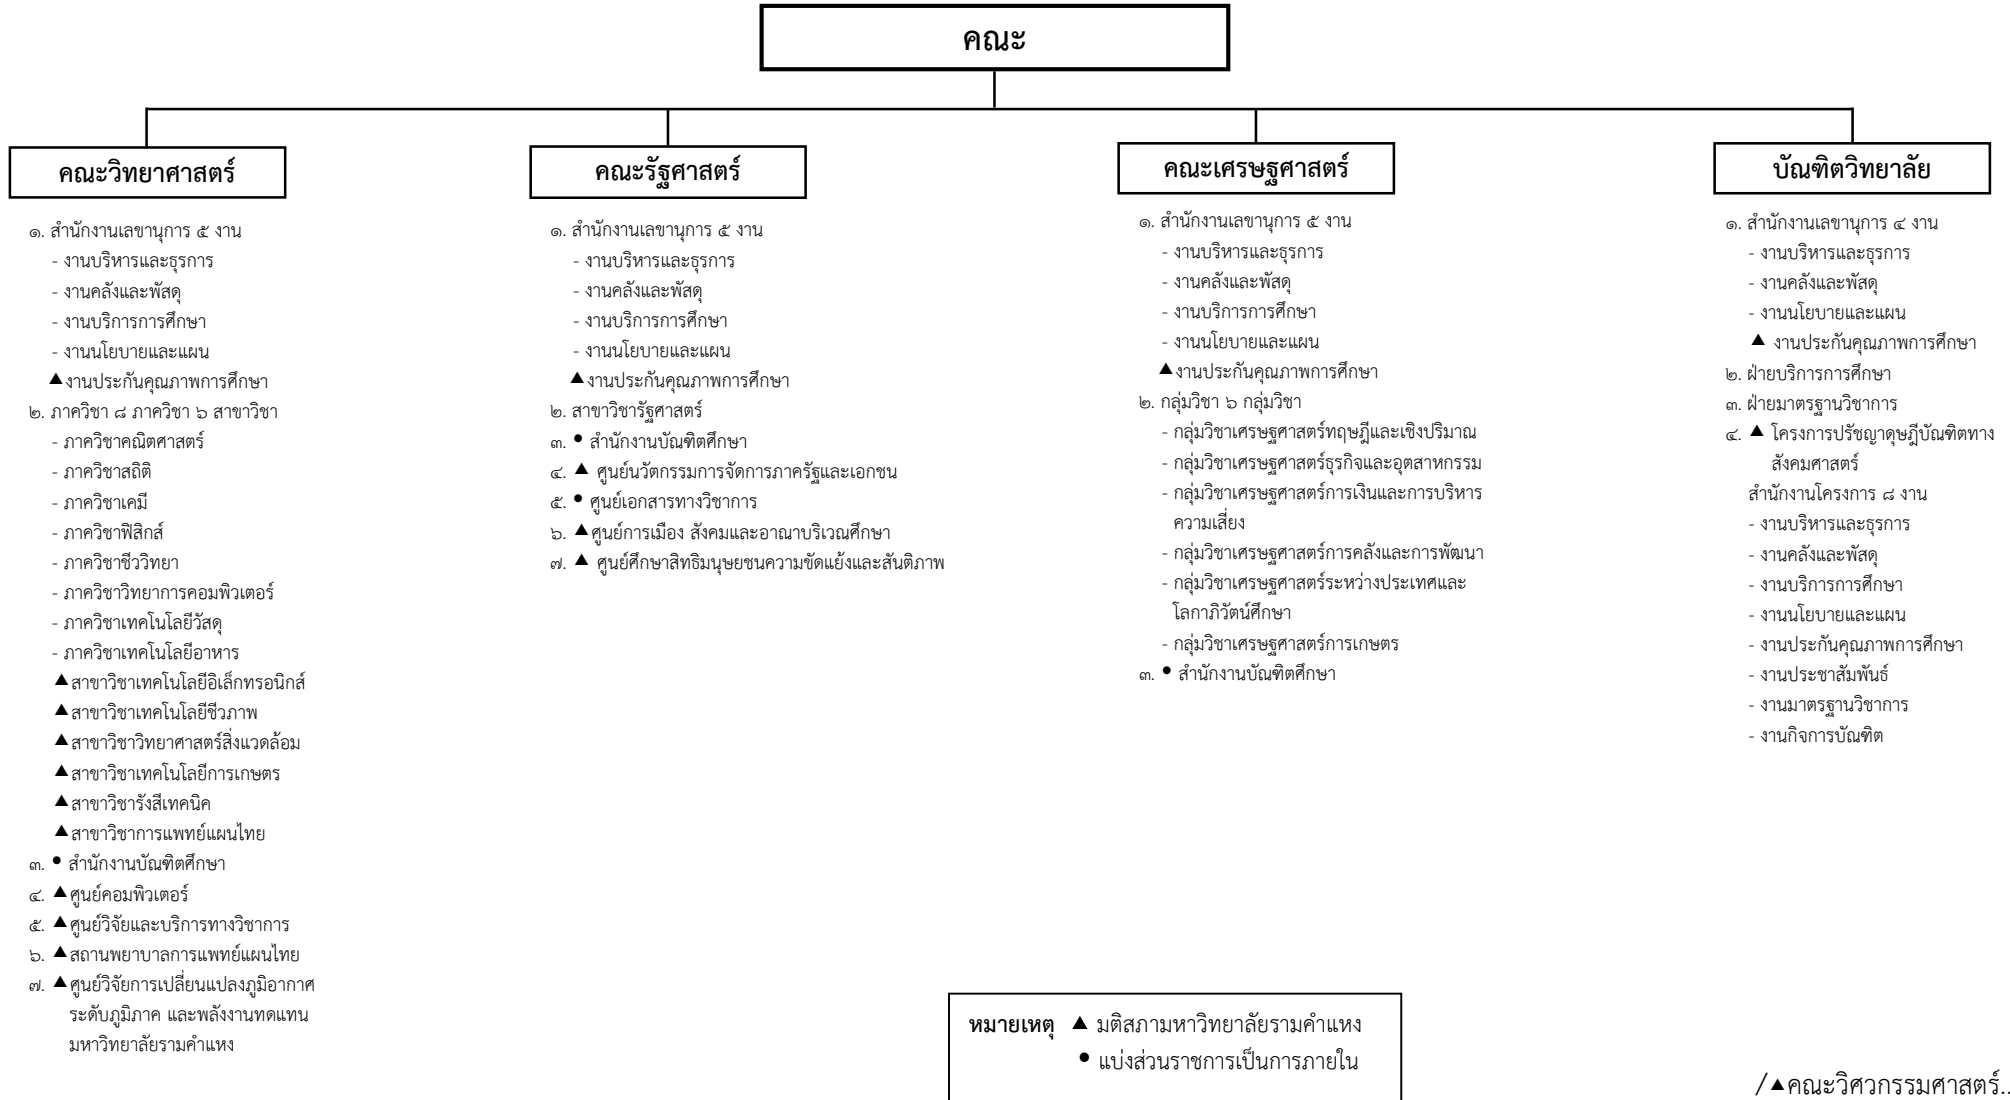 คณะ
คณะวิทยาศาสตร์
๑. สำนักงานเลขานุการ ๕ งาน
- งานบริหารและธุรการ
- งานคลังและพัสดุ
- งานบริการการศึกษา
- งานนโยบายและแผน
▲งานประกันคุณภาพการศึกษา
๒. ภาควิชา ๘ ภาควิชา ๖ สาขาวิชา
- ภาควิชาคณิตศาสตร์
- ภาควิชาสถิติ
- ภาควิชาเคมี
- ภาควิชาฟิสิกส์
- ภาควิชาชีววิทยา
- ภาควิชาวิทยาการคอมพิวเตอร์
- ภาควิชาเทคโนโลยีวัสดุ
- ภาควิชาเทคโนโลยีอาหาร
▲สาขาวิชาเทคโนโลยีอิเล็กทรอนิกส์
▲สาขาวิชาเทคโนโลยีชีวภาพ
▲สาขาวิชาวิทยาศาสตร์สิ่งแวดล้อม
▲สาขาวิชาเทคโนโลยีการเกษตร
▲สาขาวิชารังสีเทคนิค
▲สาขาวิชาการแพทย์แผนไทย
๓. ● สำนักงานบัณฑิตศึกษา
๔. ▲ศูนย์คอมพิวเตอร์
๕. ▲ศูนย์วิจัยและบริการทางวิชาการ
๖. ▲สถานพยาบาลการแพทย์แผนไทย
๗. ▲ศูนย์วิจัยการเปลี่ยนแปลงภูมิอากาศ
ระดับภูมิภาค และพลังงานทดแทน
มหาวิทยาลัยรามคำแหง
คณะรัฐศาสตร์
๑. สำนักงานเลขานุการ ๕ งาน
- งานบริหารและธุรการ
- งานคลังและพัสดุ
- งานบริการการศึกษา
- งานนโยบายและแผน
▲งานประกันคุณภาพการศึกษา
๒. สาขาวิชารัฐศาสตร์
๓. ● สำนักงานบัณฑิตศึกษา
๔. ▲ ศูนย์นวัตกรรมการจัดการภาครัฐและเอกชน
๕. ● ศูนย์เอกสารทางวิชาการ
๖. ▲ศูนย์การเมือง สังคมและอาณาบริเวณศึกษา
๗. ▲ ศูนย์ศึกษาสิทธิมนุษยชนความขัดแย้งและสันติภาพ
คณะเศรษฐศาสตร์
๑. สำนักงานเลขานุการ ๕ งาน
- งานบริหารและธุรการ
- งานคลังและพัสดุ
- งานบริการการศึกษา
- งานนโยบายและแผน
▲งานประกันคุณภาพการศึกษา
๒. กลุ่มวิชา ๖ กลุ่มวิชา
- กลุ่มวิชาเศรษฐศาสตร์ทฤษฎีและเชิงปริมาณ
- กลุ่มวิชาเศรษฐศาสตร์ธุรกิจและอุตสาหกรรม
- กลุ่มวิชาเศรษฐศาสตร์การเงินและการบริหาร
ความเสี่ยง
- กลุ่มวิชาเศรษฐศาสตร์การคลังและการพัฒนา
- กลุ่มวิชาเศรษฐศาสตร์ระหว่างประเทศและ
โลกาภิวัตน์ศึกษา
- กลุ่มวิชาเศรษฐศาสตร์การเกษตร
๓. ● สำนักงานบัณฑิตศึกษา
บัณฑิตวิทยาลัย
๑. สำนักงานเลขานุการ ๔ งาน
- งานบริหารและธุรการ
- งานคลังและพัสดุ
- งานนโยบายและแผน
▲ งานประกันคุณภาพการศึกษา
๒. ฝ่ายบริการการศึกษา
๓. ฝ่ายมาตรฐานวิชาการ
๔. ▲ โครงการปรัชญาดุษฎีบัณฑิตทาง
สังคมศาสตร์
สำนักงานโครงการ ๘ งาน
- งานบริหารและธุรการ
- งานคลังและพัสดุ
- งานบริการการศึกษา
- งานนโยบายและแผน
- งานประกันคุณภาพการศึกษา
- งานประชาสัมพันธ์
- งานมาตรฐานวิชาการ
- งานกิจการบัณฑิต
หมายเหตุ ▲ มติสภามหาวิทยาลัยรามคำแหง
● แบ่งส่วนราชการเป็นการภายใน
/▲คณะวิศวกรรมศาสตร์..